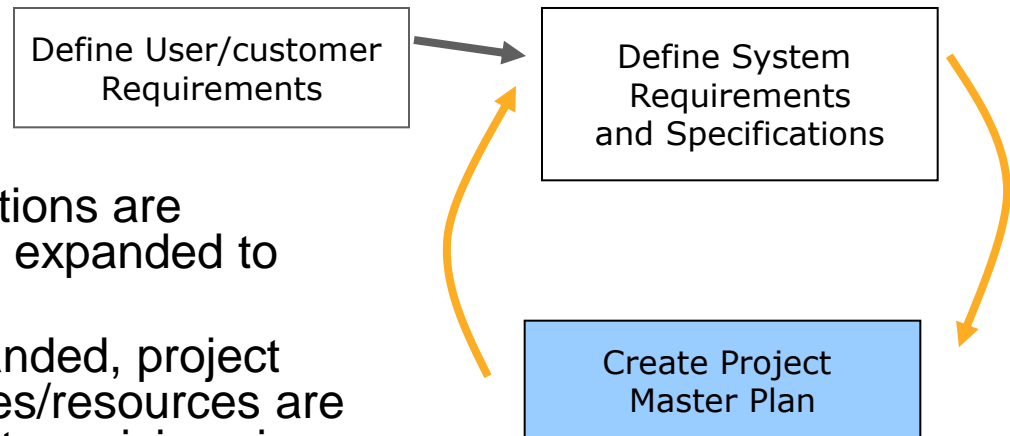 Define User/customer
Requirements
Define System
Requirements
and Specifications
tions are
expanded to
anded, project
es/resources are
Create Project
Master Plan